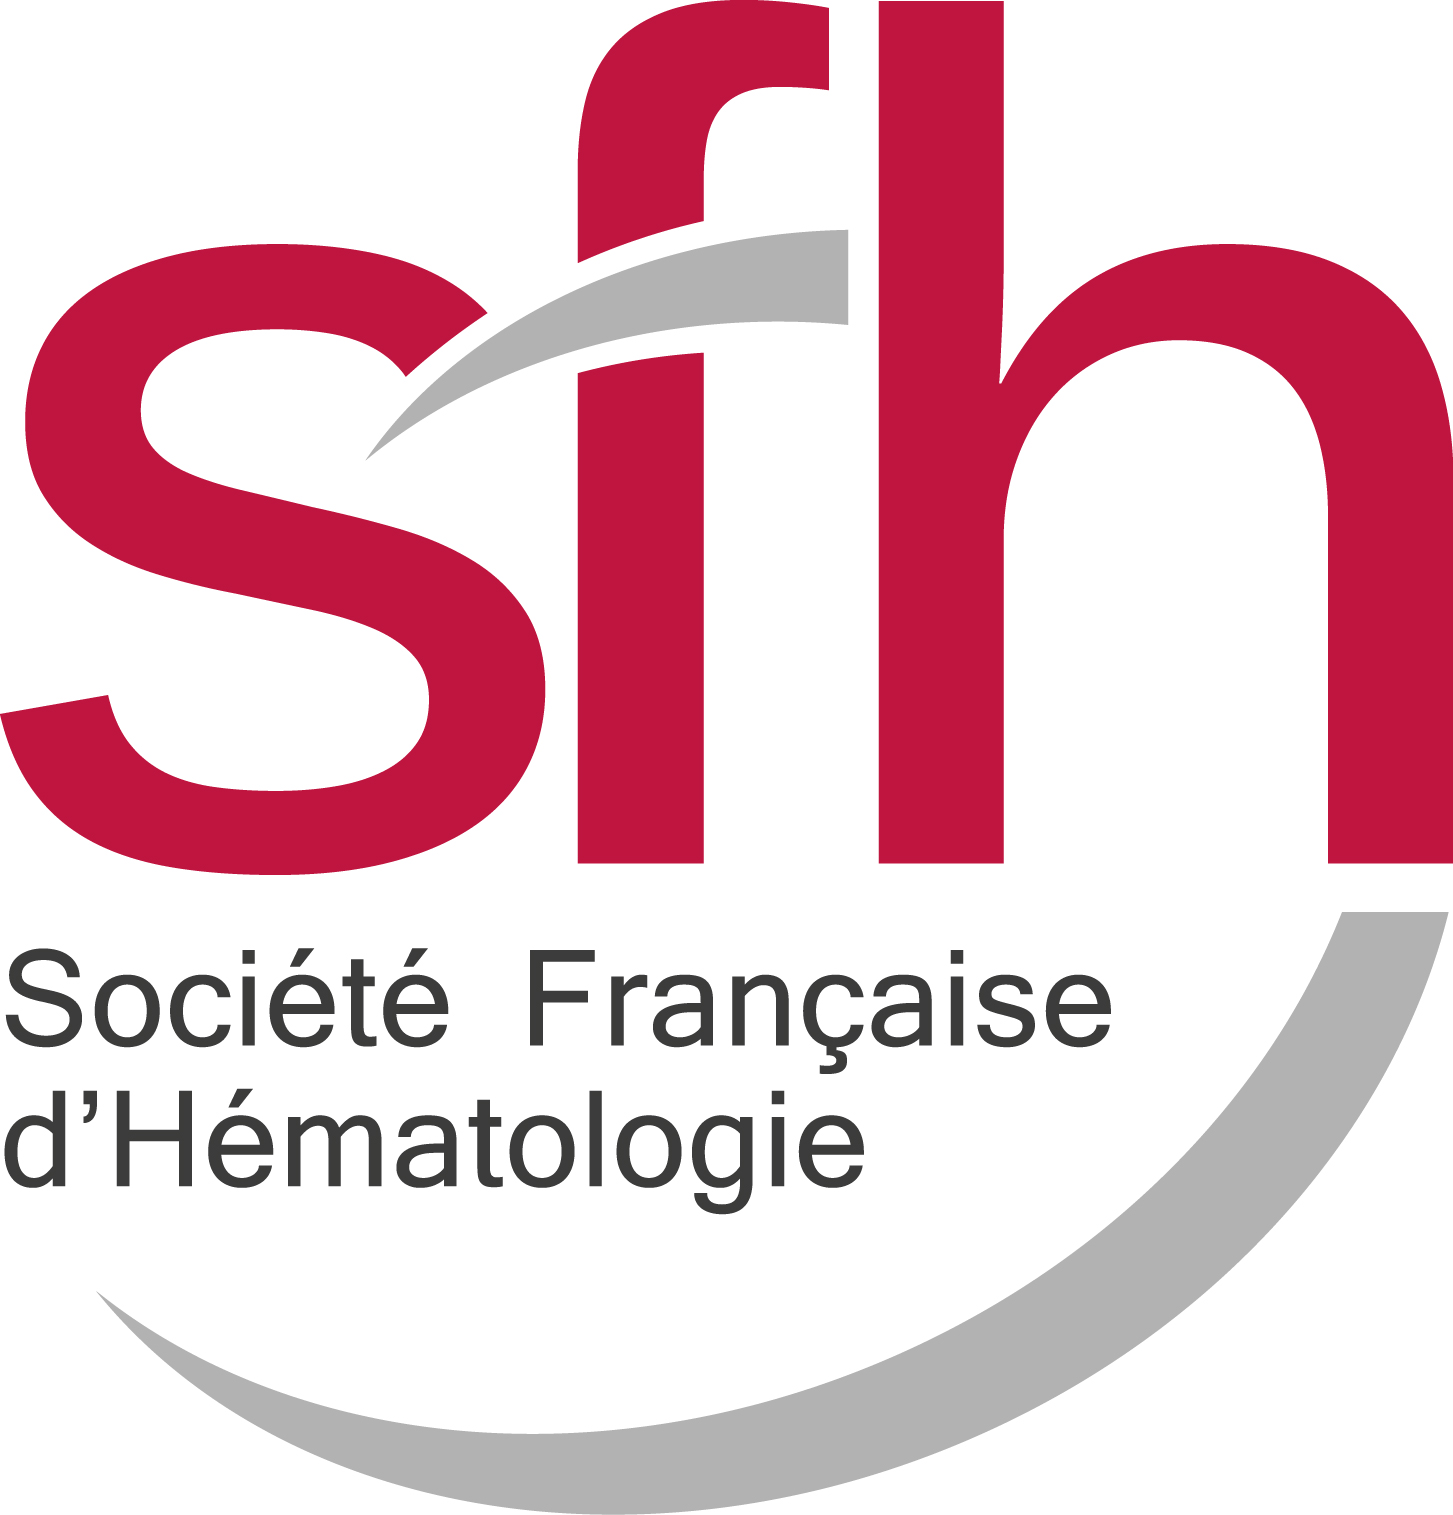 sfh
Société Française
d’Hématologie